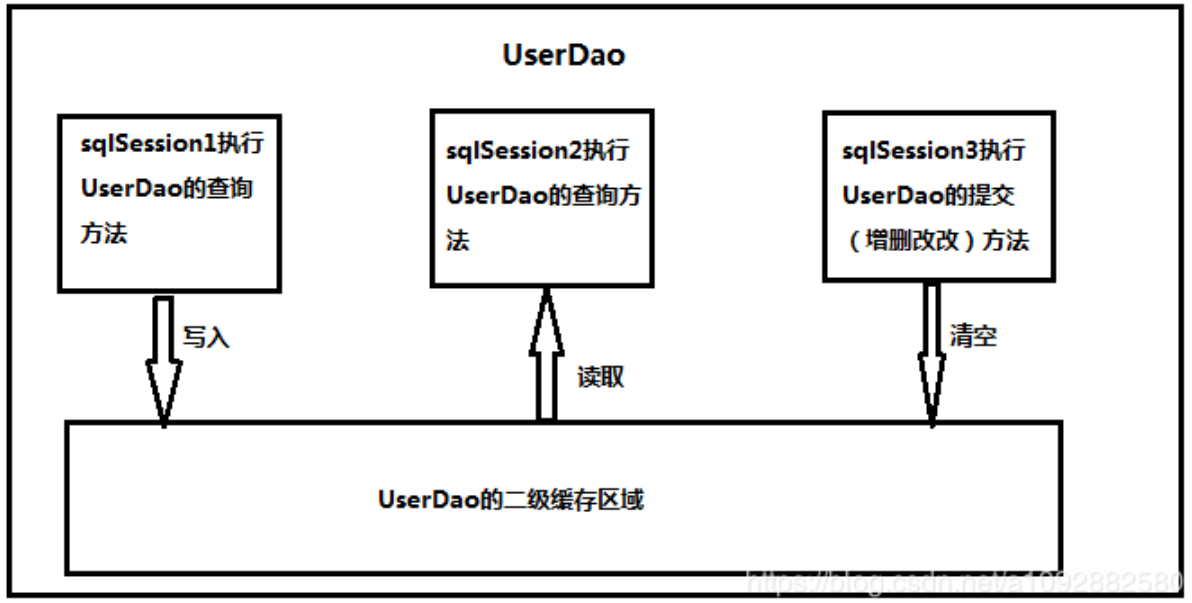 UserDao
sqlSession1执行
UserDao的查询
方法
sqlSession2执行
UserDao的查询方
法
sqlSession3执行
UserDao的提交
（增删改改）方法
写入
读取
清空
UserDao的二级缓存区域
https://blog.csdn.net/a1092882580